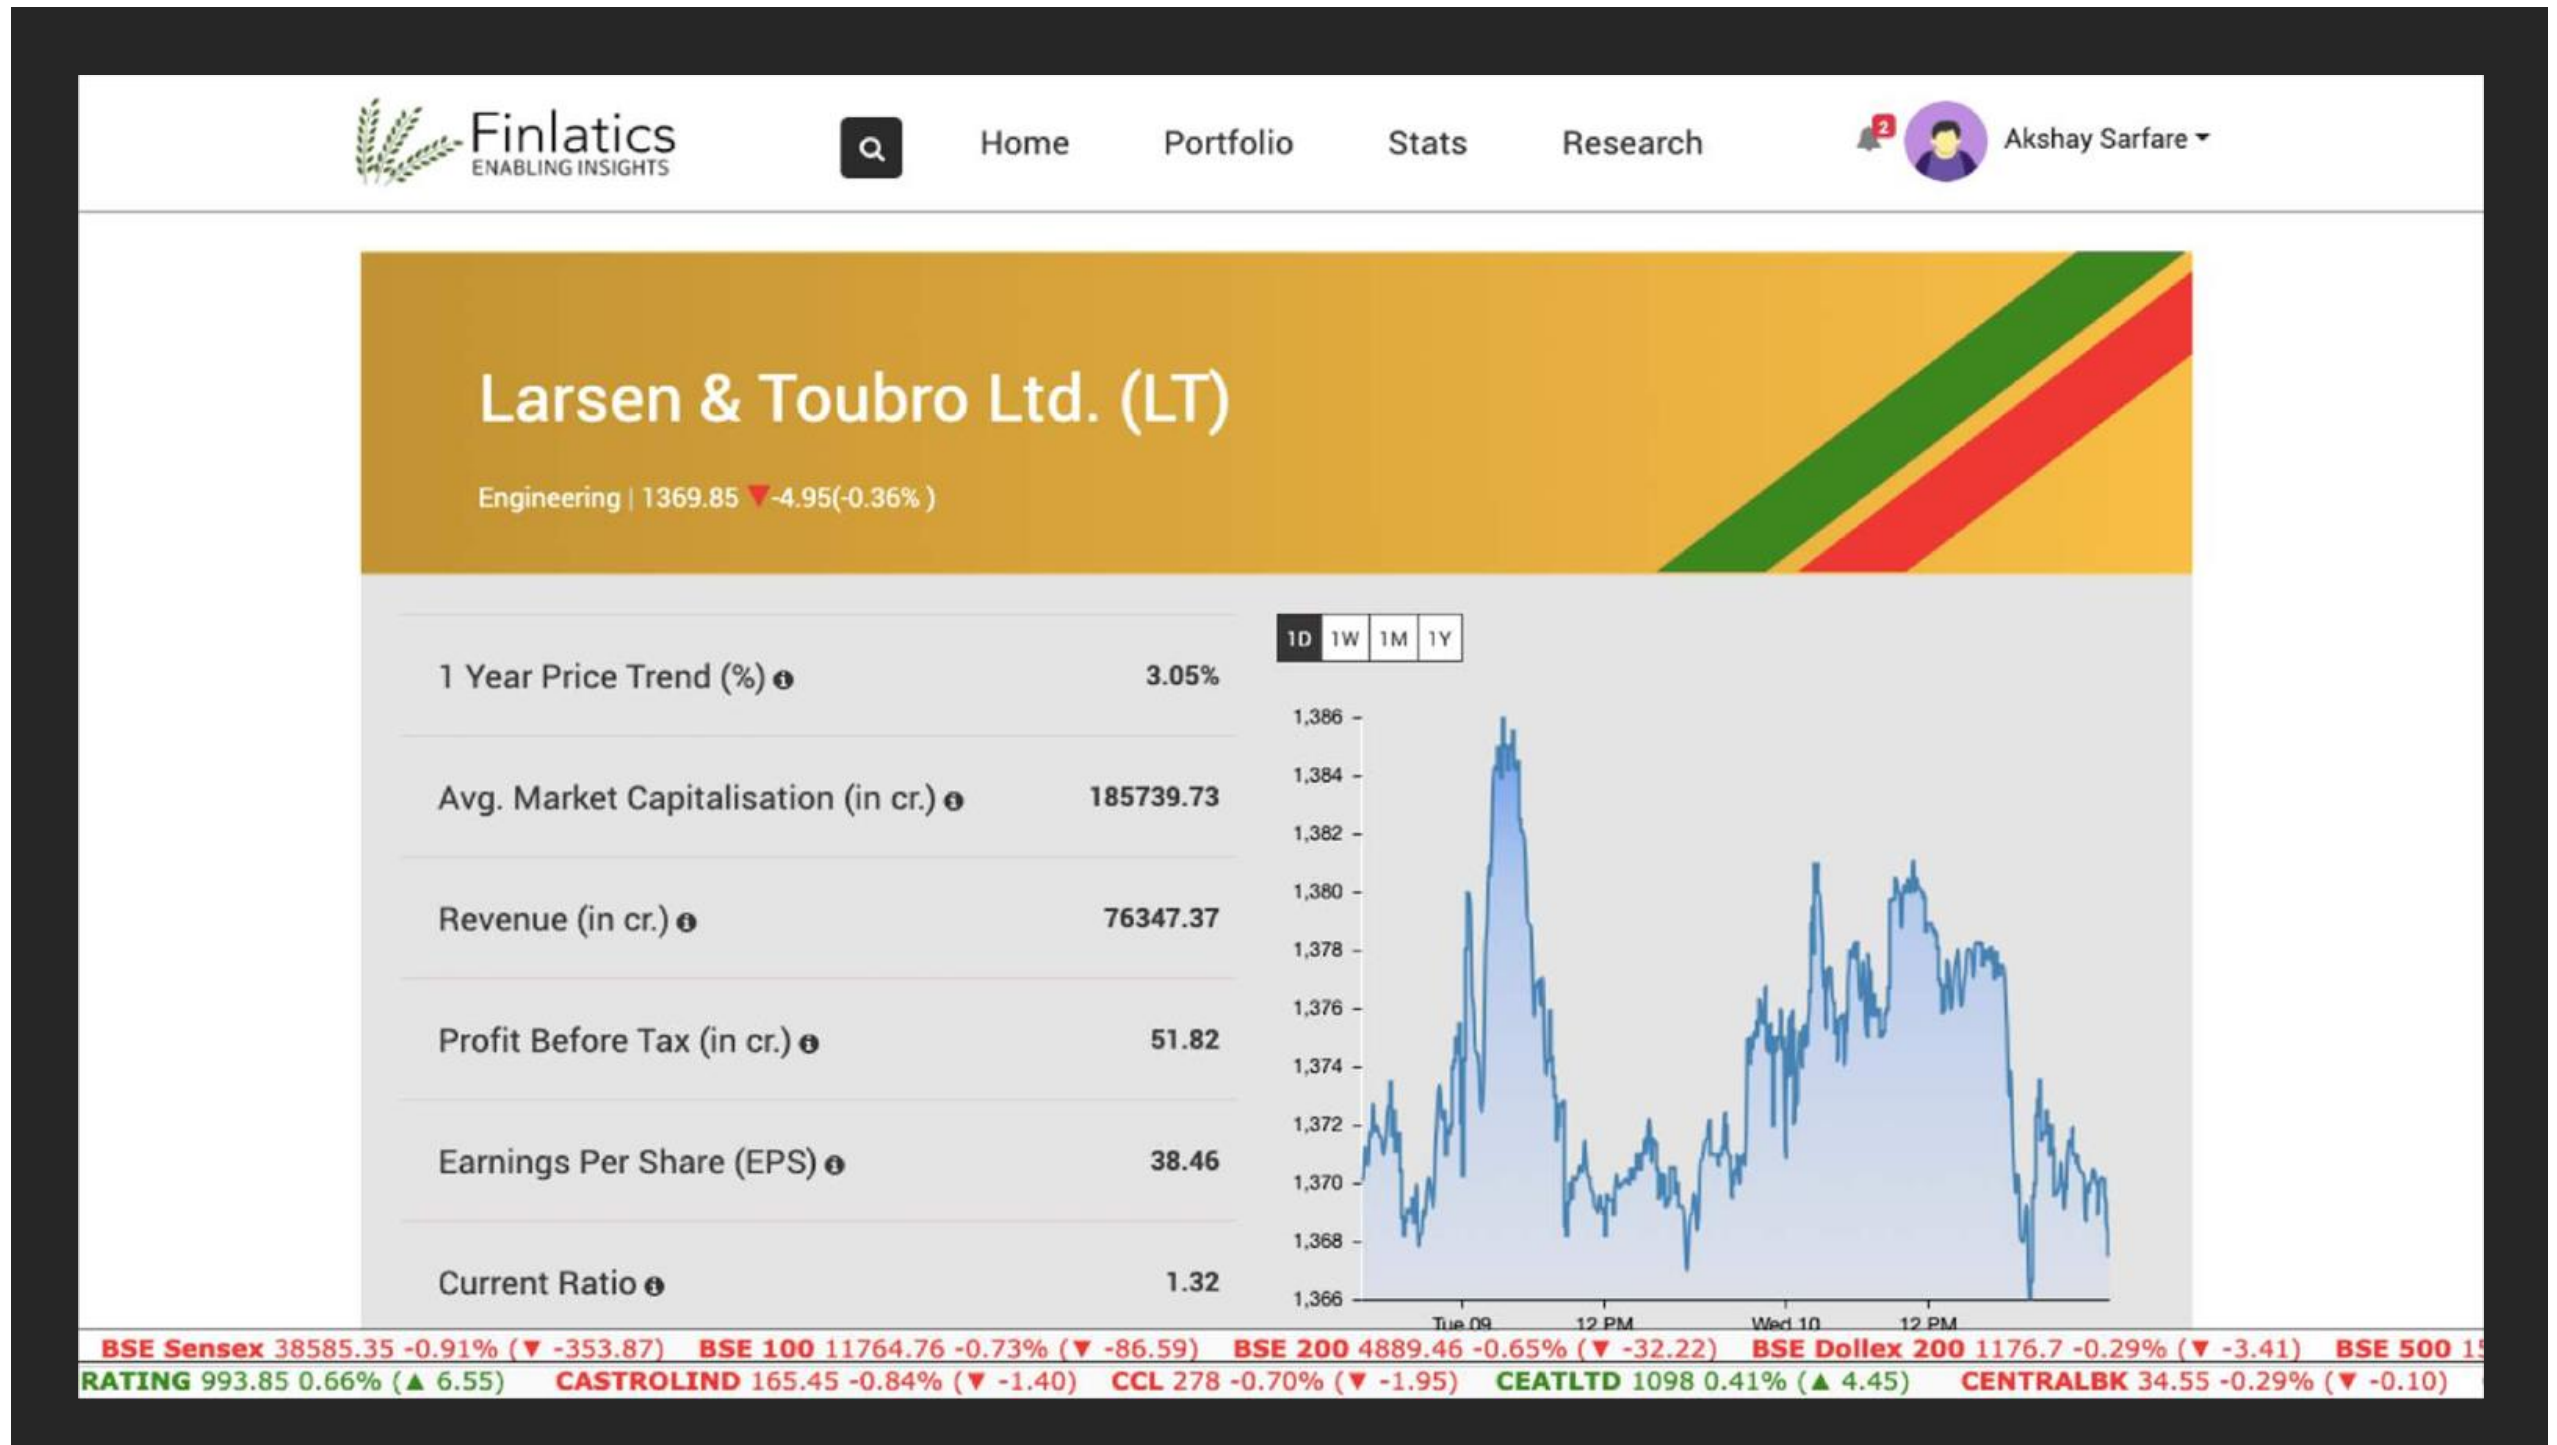 Finlatics
ENABLING INSIGHTS
Home Portfolio Stats Research
2
Akshay Sarfare
Larsen & Toubro Ltd. (LT)
Engineering | 1369.85 ▼-4.95(-0.36% )
1 Year Price Trend (%) 3.05%
Avg. Market Capitalisation (in cr.) 185739.73
Revenue (in cr.) 76347.37
Profit Before Tax (in cr.) 51.82
Earnings Per Share (EPS) 38.46
Current Ratio 1.32
1D 1W 1M 1Y
1,386
1,384
1,382
1,380
1,378
1,376
1,374
1,372
1,370
1,368
1,366
Tue 09 12 PM Wed 10 12 PM
BSE Sensex 38585.35 -0.91% (▼ -353.87) BSE 100 11764.76 -0.73% (▼ -86.59) BSE 200 4889.46 -0.65% (▼ -32.22) BSE Dollex 200 1176.7 -0.29% (▼ -3.41) BSE 500
RATING 993.85 0.66% (▲ 6.55) CASTROLIND 165.45 -0.84% (▼ -1.40) CCL 278 -0.70% (▼ -1.95) CEATLTD 1098 0.41% (▲ 4.45) CENTRALBK 34.55 -0.29% (▼ -0.10)